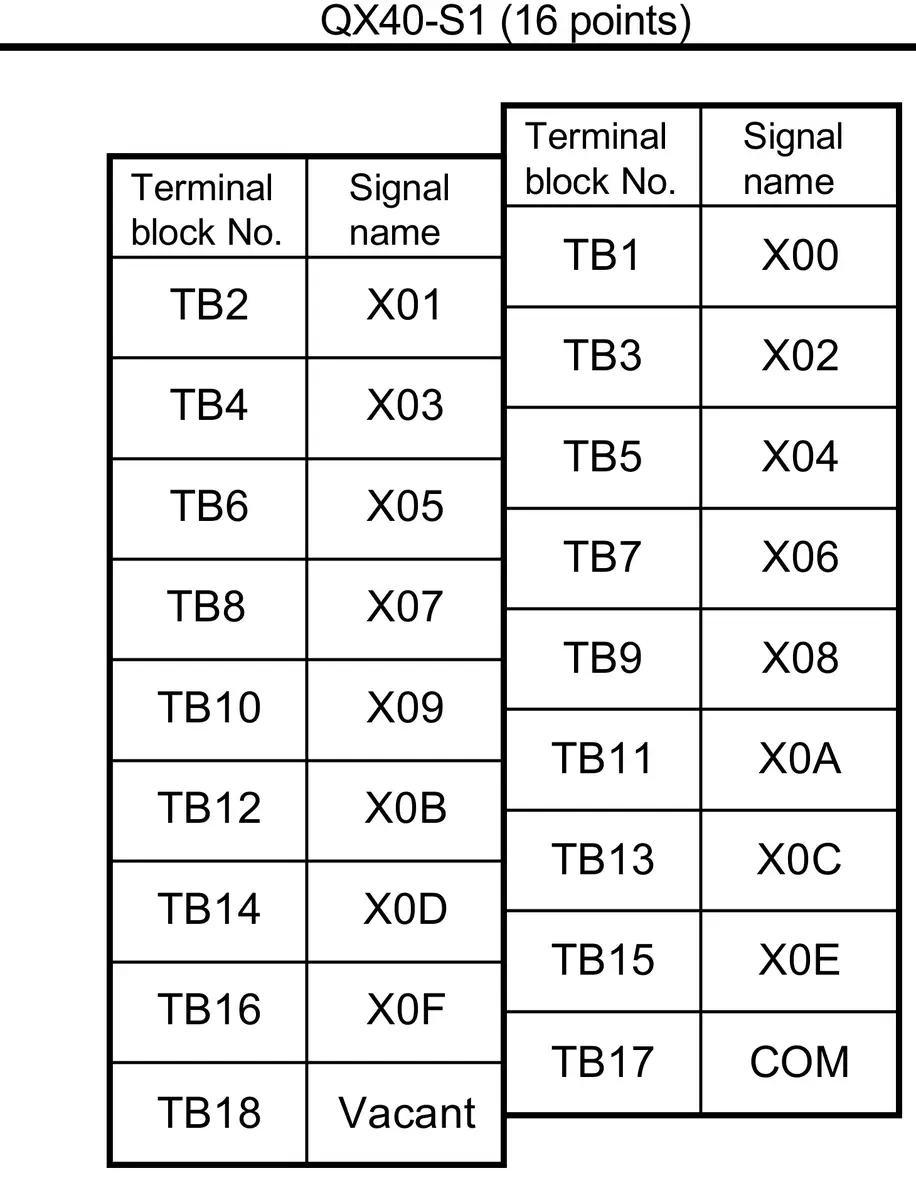 QX40-S1 (16 points)
Terminal block No. Signal name
TB2 X01
TB4 X03
TB6 X05
TB8 X07
TB10 X09
TB12 X0B
TB14 X0D
TB16 X0F
TB18 Vacant
Terminal block No. Signal name
TB1 X00
TB3 X02
TB5 X04
TB7 X06
TB9 X08
TB11 X0A
TB13 X0C
TB15 X0E
TB17 COM